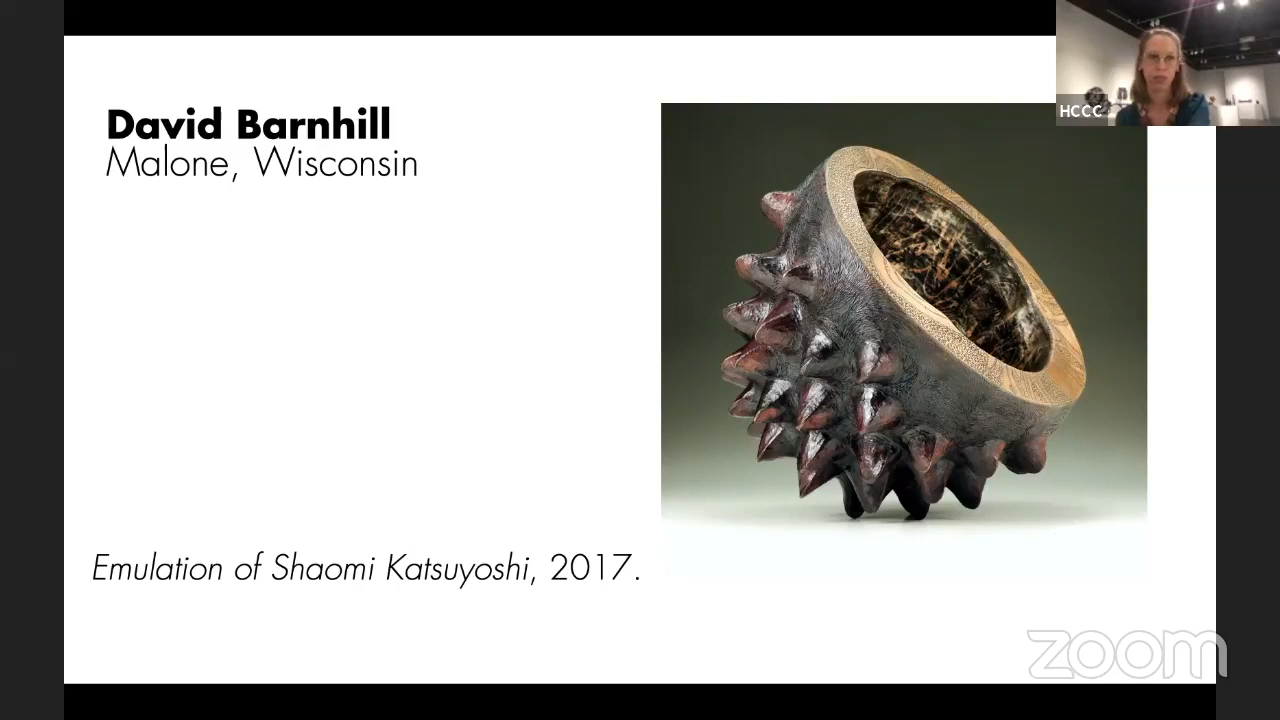 HCCC
David Barnhill
Malone, Wisconsin
Emulation of Shaomi Katsuyoshi, 2017.
zoom